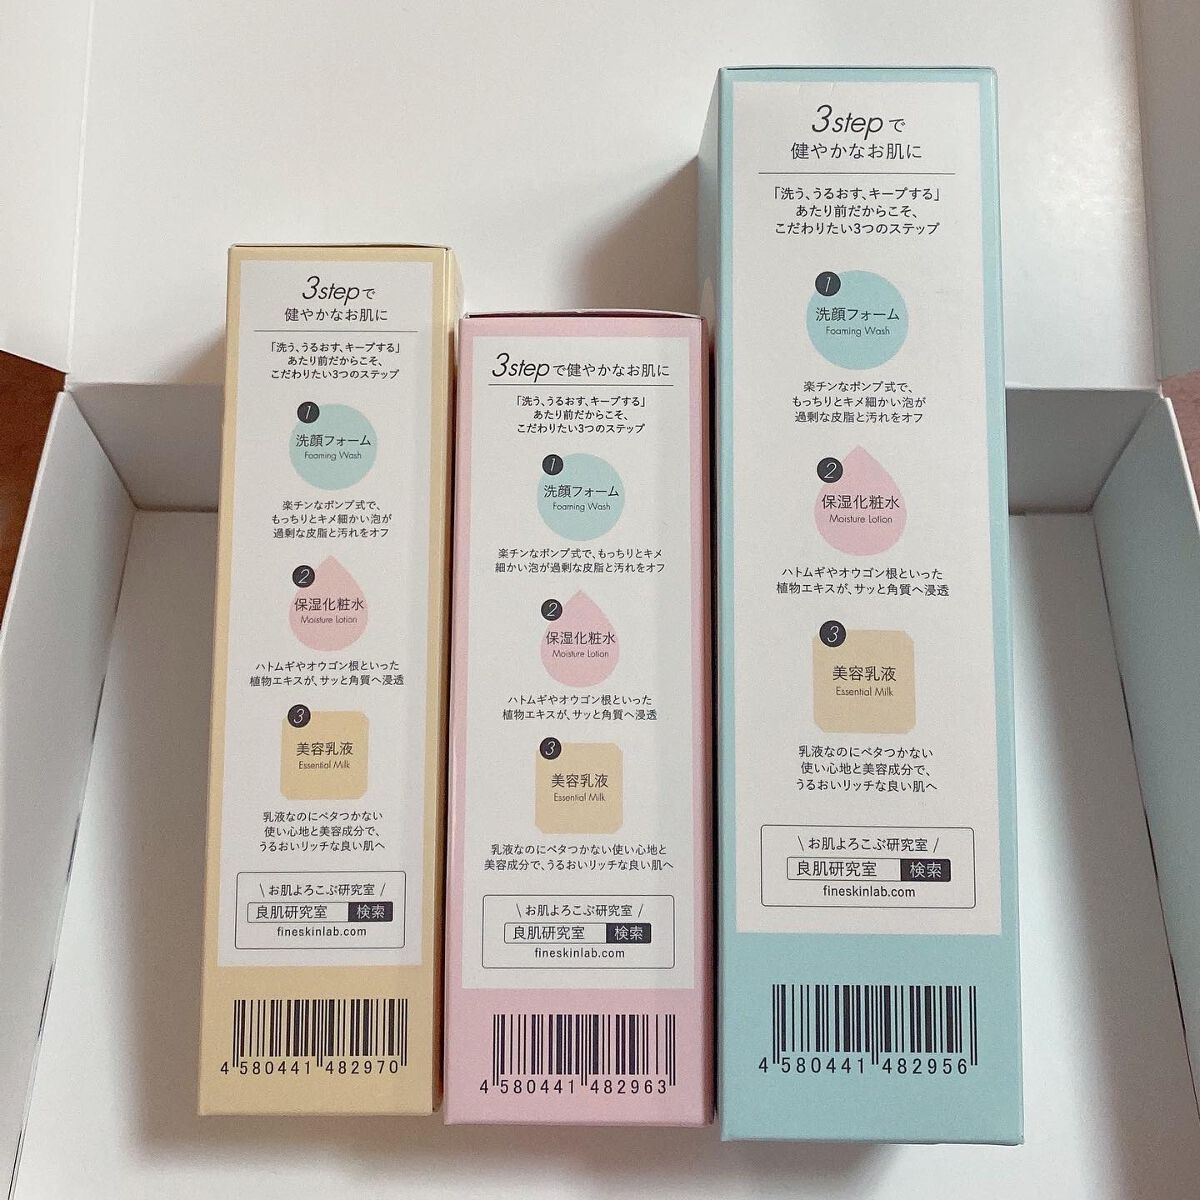 3stepで
健やかなお肌に
「洗う、うるおす、キープする」
あたり前だからこそ、
こだわりたい3つのステップ
1
洗顔フォーム
Foaming Wash
楽チンなポンプ式で、
もっちりとキメ細かい泡が
過剰な皮脂と汚れをオフ
2
保湿化粧水
Moisture Lotion
ハトムギやオウゴン根といった
植物エキスが、サッと角質へ浸透
3
美容乳液
Essential Milk
乳液なのにベタつかない
使い心地と美容成分で、
うるおいリッチな良い肌へ
\ お肌よろこぶ研究室 /
良肌研究室 検索
fineskinlab.com
4 580441 482970
3stepで健やかなお肌に
「洗う、うるおす、キープする」
あたり前だからこそ、
こだわりたい3つのステップ
1
洗顔フォーム
Foaming Wash
楽チンなポンプ式で、もっちりとキメ
細かい泡が過剰な皮脂と汚れをオフ
2
保湿化粧水
Moisture Lotion
ハトムギやオウゴン根といった
植物エキスが、サッと角質へ浸透
3
美容乳液
Essential Milk
乳液なのにベタつかない使い心地と
美容成分で、うるおいリッチな良い肌へ
\ お肌よろこぶ研究室 /
良肌研究室 検索
fineskinlab.com
4 580441 482963
3stepで
健やかなお肌に
「洗う、うるおす、キープする」
あたり前だからこそ、
こだわりたい3つのステップ
1
洗顔フォーム
Foaming Wash
楽チンなポンプ式で、
もっちりとキメ細かい泡が
過剰な皮脂と汚れをオフ
2
保湿化粧水
Moisture Lotion
ハトムギやオウゴン根といった
植物エキスが、サッと角質へ浸透
3
美容乳液
Essential Milk
乳液なのにベタつかない
使い心地と美容成分で、
うるおいリッチな良い肌へ
\ お肌よろこぶ研究室 /
良肌研究室 検索
fineskinlab.com
4 580441 482956